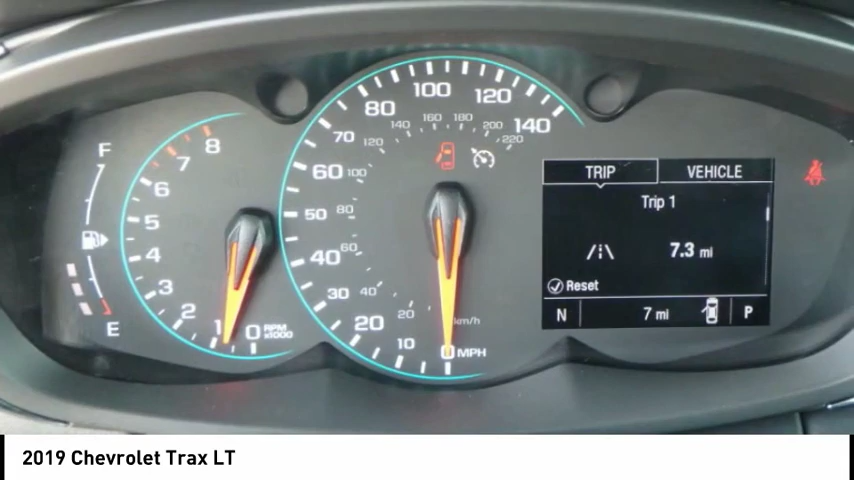 F
E
1 2 3 4 5 6 7 8
0 RPM x1000
0 10 20 30 40 50 60 70 80 100 120 140
MPH
20 40 60 80 100 120 140 160 180 200 220
km/h
TRIP VEHICLE
Trip 1
7.3 mi
Reset
N 7 mi P
2019 Chevrolet Trax LT